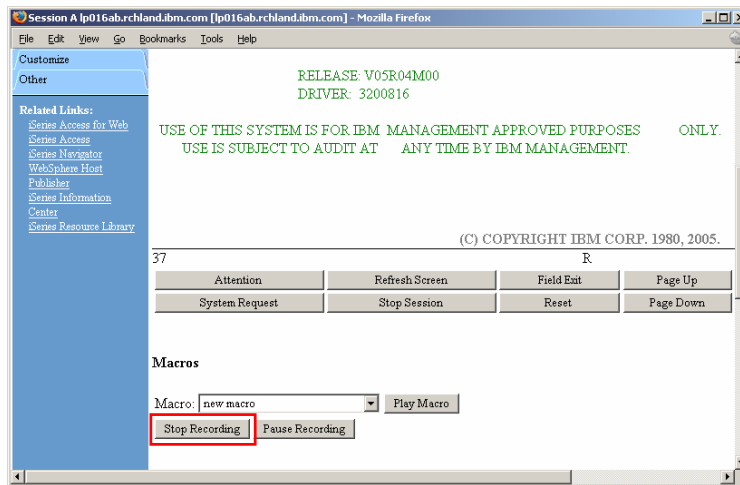 Session A lp016ab.rchland.ibm.com [lp016ab.rchland.ibm.com] - Mozilla Firefox
File Edit View Go Bookmarks Tools Help
Customize
Other
Related Links:
iSeries Access for Web
iSeries Access
iSeries Navigator
WebSphere Host
Publisher
iSeries Information
Center
iSeries Resource Library
RELEASE: V05R04M00
DRIVER: 3200816
USE OF THIS SYSTEM IS FOR IBM MANAGEMENT APPROVED PURPOSES ONLY.
USE IS SUBJECT TO AUDIT AT ANY TIME BY IBM MANAGEMENT.
(C) COPYRIGHT IBM CORP. 1980, 2005.
37 R
Attention Refresh Screen Field Exit Page Up
System Request Stop Session Reset Page Down
Macros
Macro: new macro Play Macro
Stop Recording Pause Recording